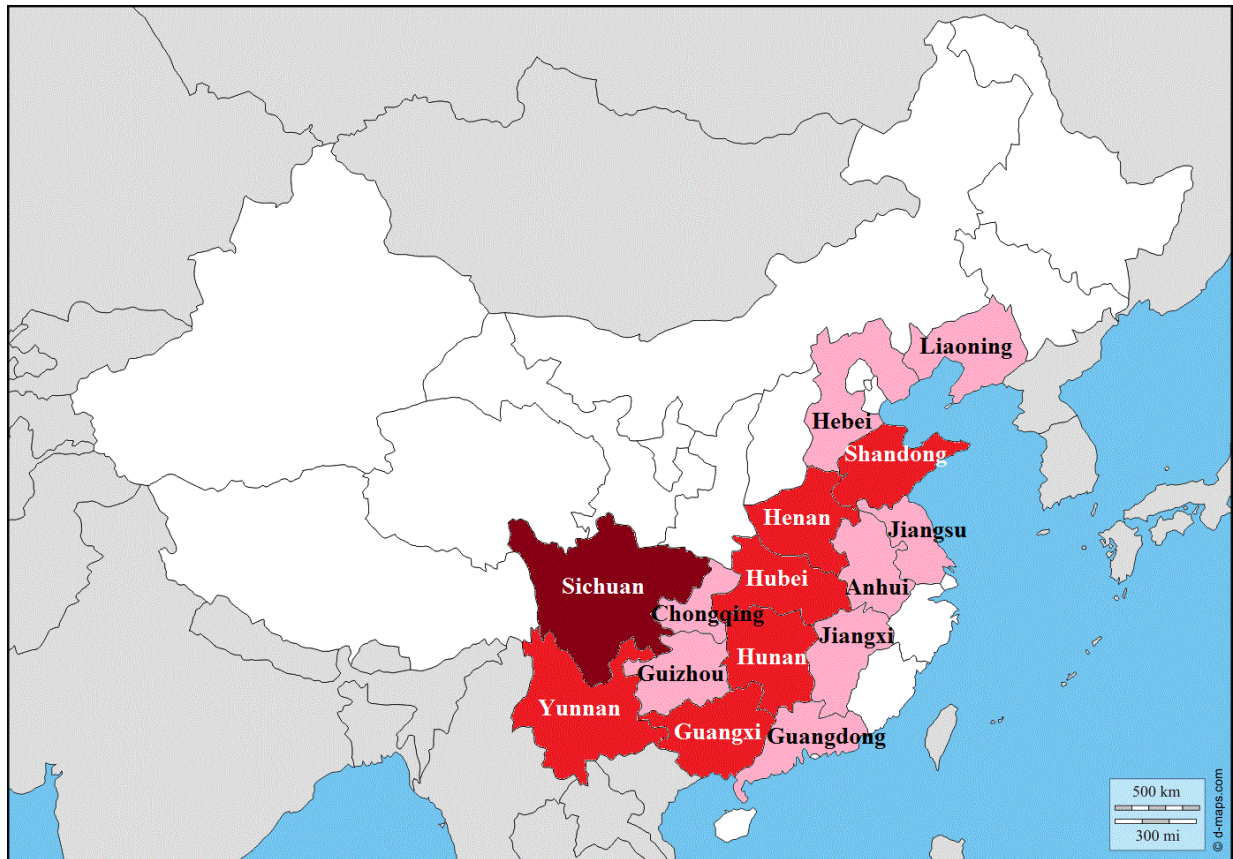 Liaoning
Hebei
Shandong
Henan
Jiangsu
Sichuan
Hubei
Anhui
Chongqing
Jiangxi
Hunan
Guizhou
Yunnan
Guangxi
Guangdong
500 km
300 mi
© d-maps.com